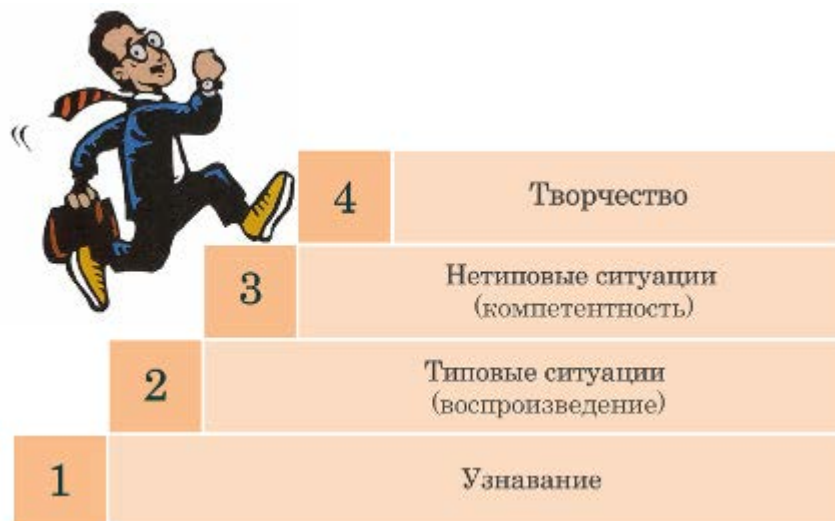 4 Творчество
3 Нетиповые ситуации
(компетентность)
2 Типовые ситуации
(воспроизведение)
1 Узнавание